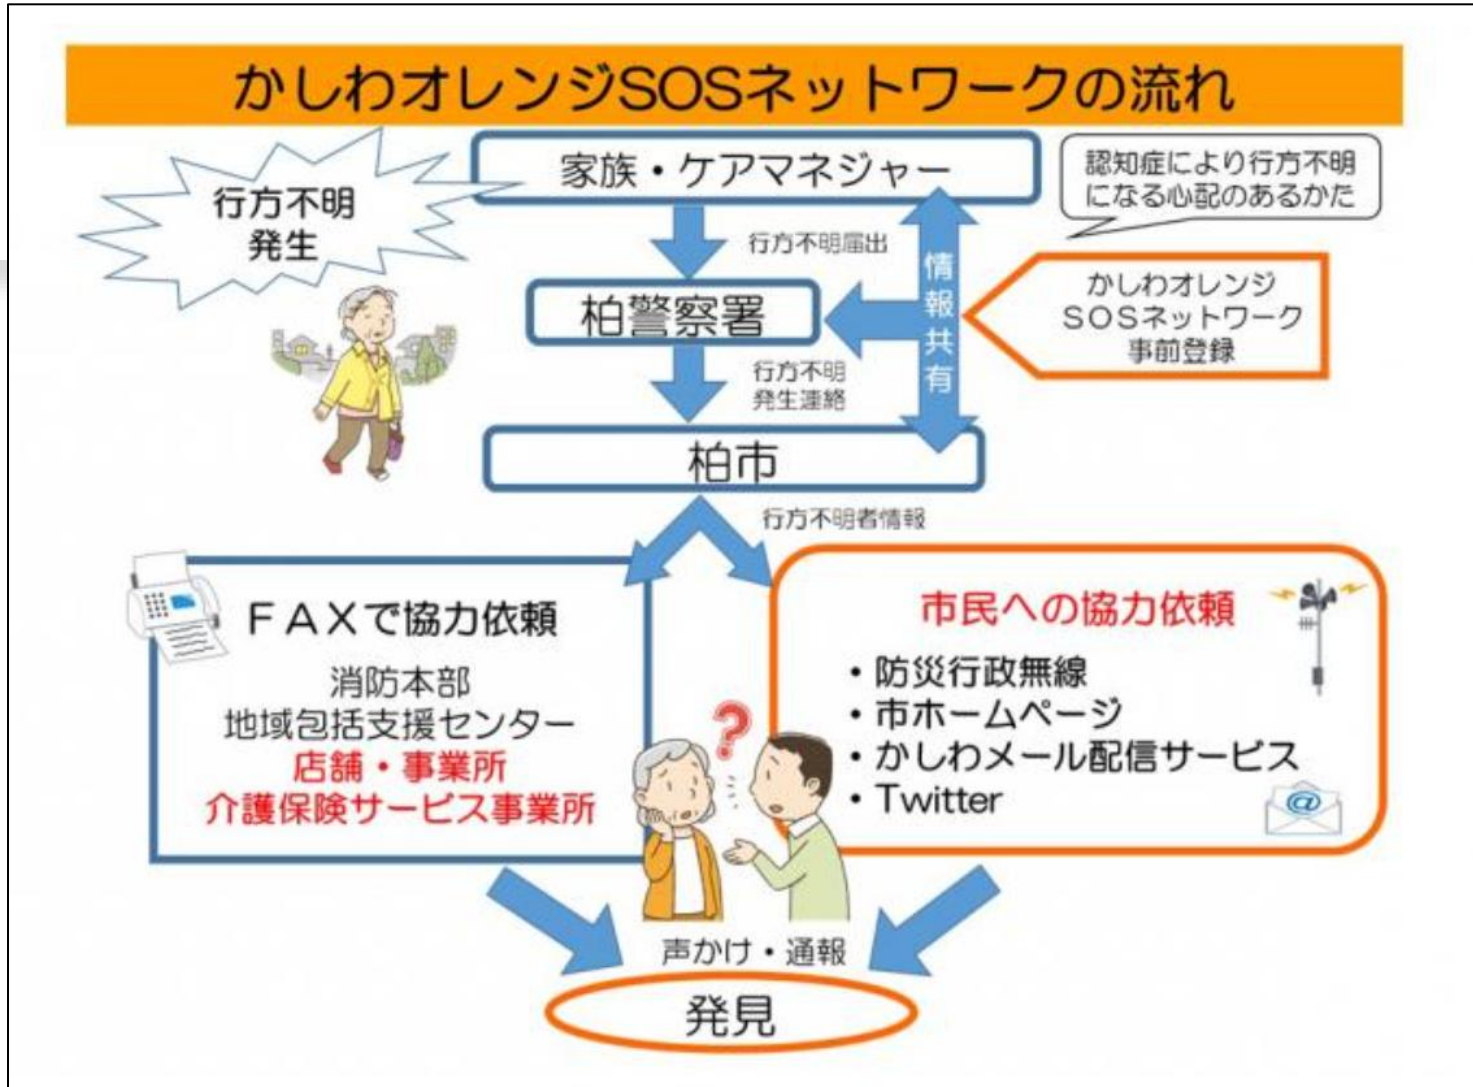 かしわオレンジSOSネットワークの流れ
行方不明
発生
家族・ケアマネジャー
認知症により行方不明
になる心配のあるかた
行方不明届出
情報共有
かしわオレンジ
ＳＯＳネットワーク
事前登録
柏警察署
行方不明
発生連絡
柏市
行方不明者情報
ＦＡＸで協力依頼
消防本部
地域包括支援センター
店舗・事業所
介護保険サービス事業所
市民への協力依頼
・防災行政無線
・市ホームページ
・かしわメール配信サービス
・Twitter
?
@
声かけ・通報
発見